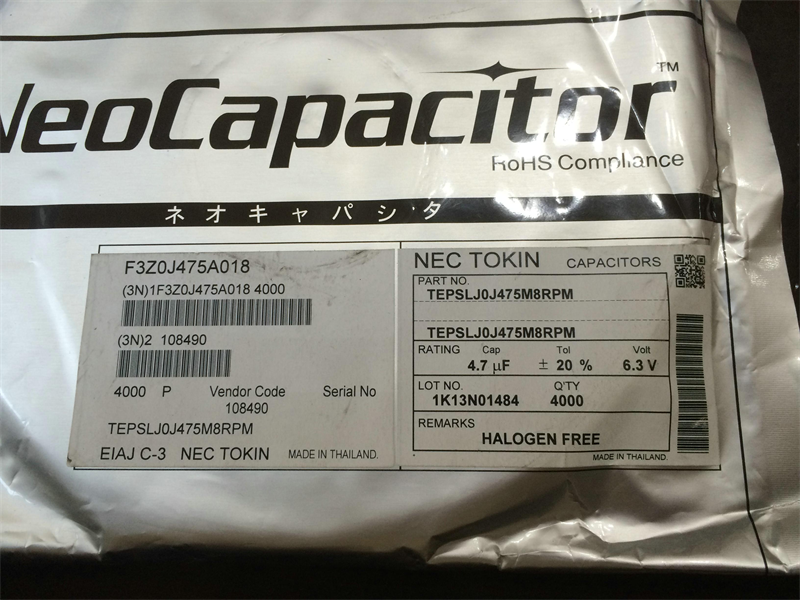 NeoCapacitor™
RoHS Compliance
ネオキャパシタ
F3Z0J475A018
(3N)1F3Z0J475A018 4000
(3N)2 108490
4000 P Vendor Code Serial No
108490
TEPSLJ0J475M8RPM
EIAJ C-3 NEC TOKIN MADE IN THAILAND.
NEC TOKIN CAPACITORS
PART NO.
TEPSLJ0J475M8RPM
TEPSLJ0J475M8RPM
RATING Cap Tol Volt
4.7 μF ± 20 % 6.3 V
LOT NO. Q'TY
1K13N01484 4000
REMARKS
HALOGEN FREE
MADE IN THAILAND.